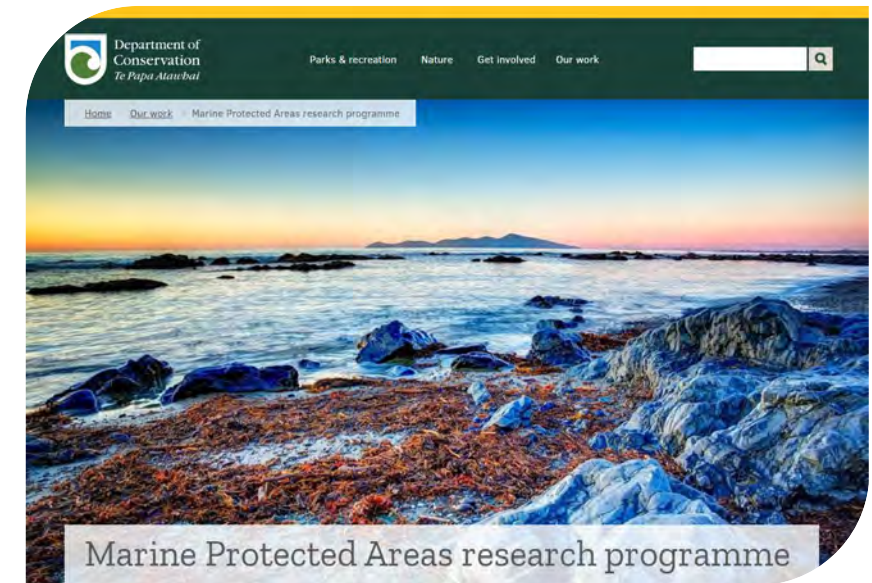 Department of
Conservation
Te Papa Atawbai
Parks & recreation Nature Get involved Our work
Home Our work Marine Protected Areas research programme
Marine Protected Areas research programme